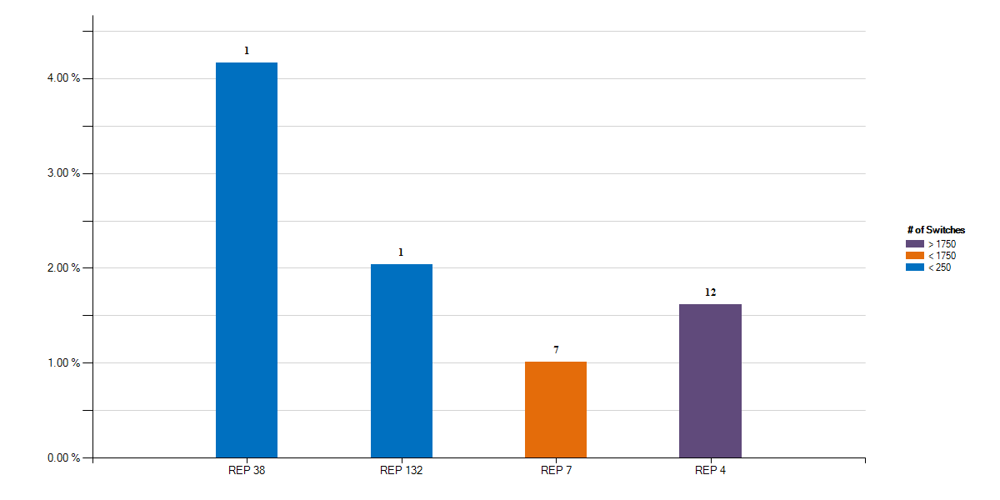 1
4.00 %
3.00 %
1
2.00 %
12
7
1.00 %
0.00 %
REP 38
REP 132
REP 7
REP 4
# of Switches
> 1750
< 1750
< 250